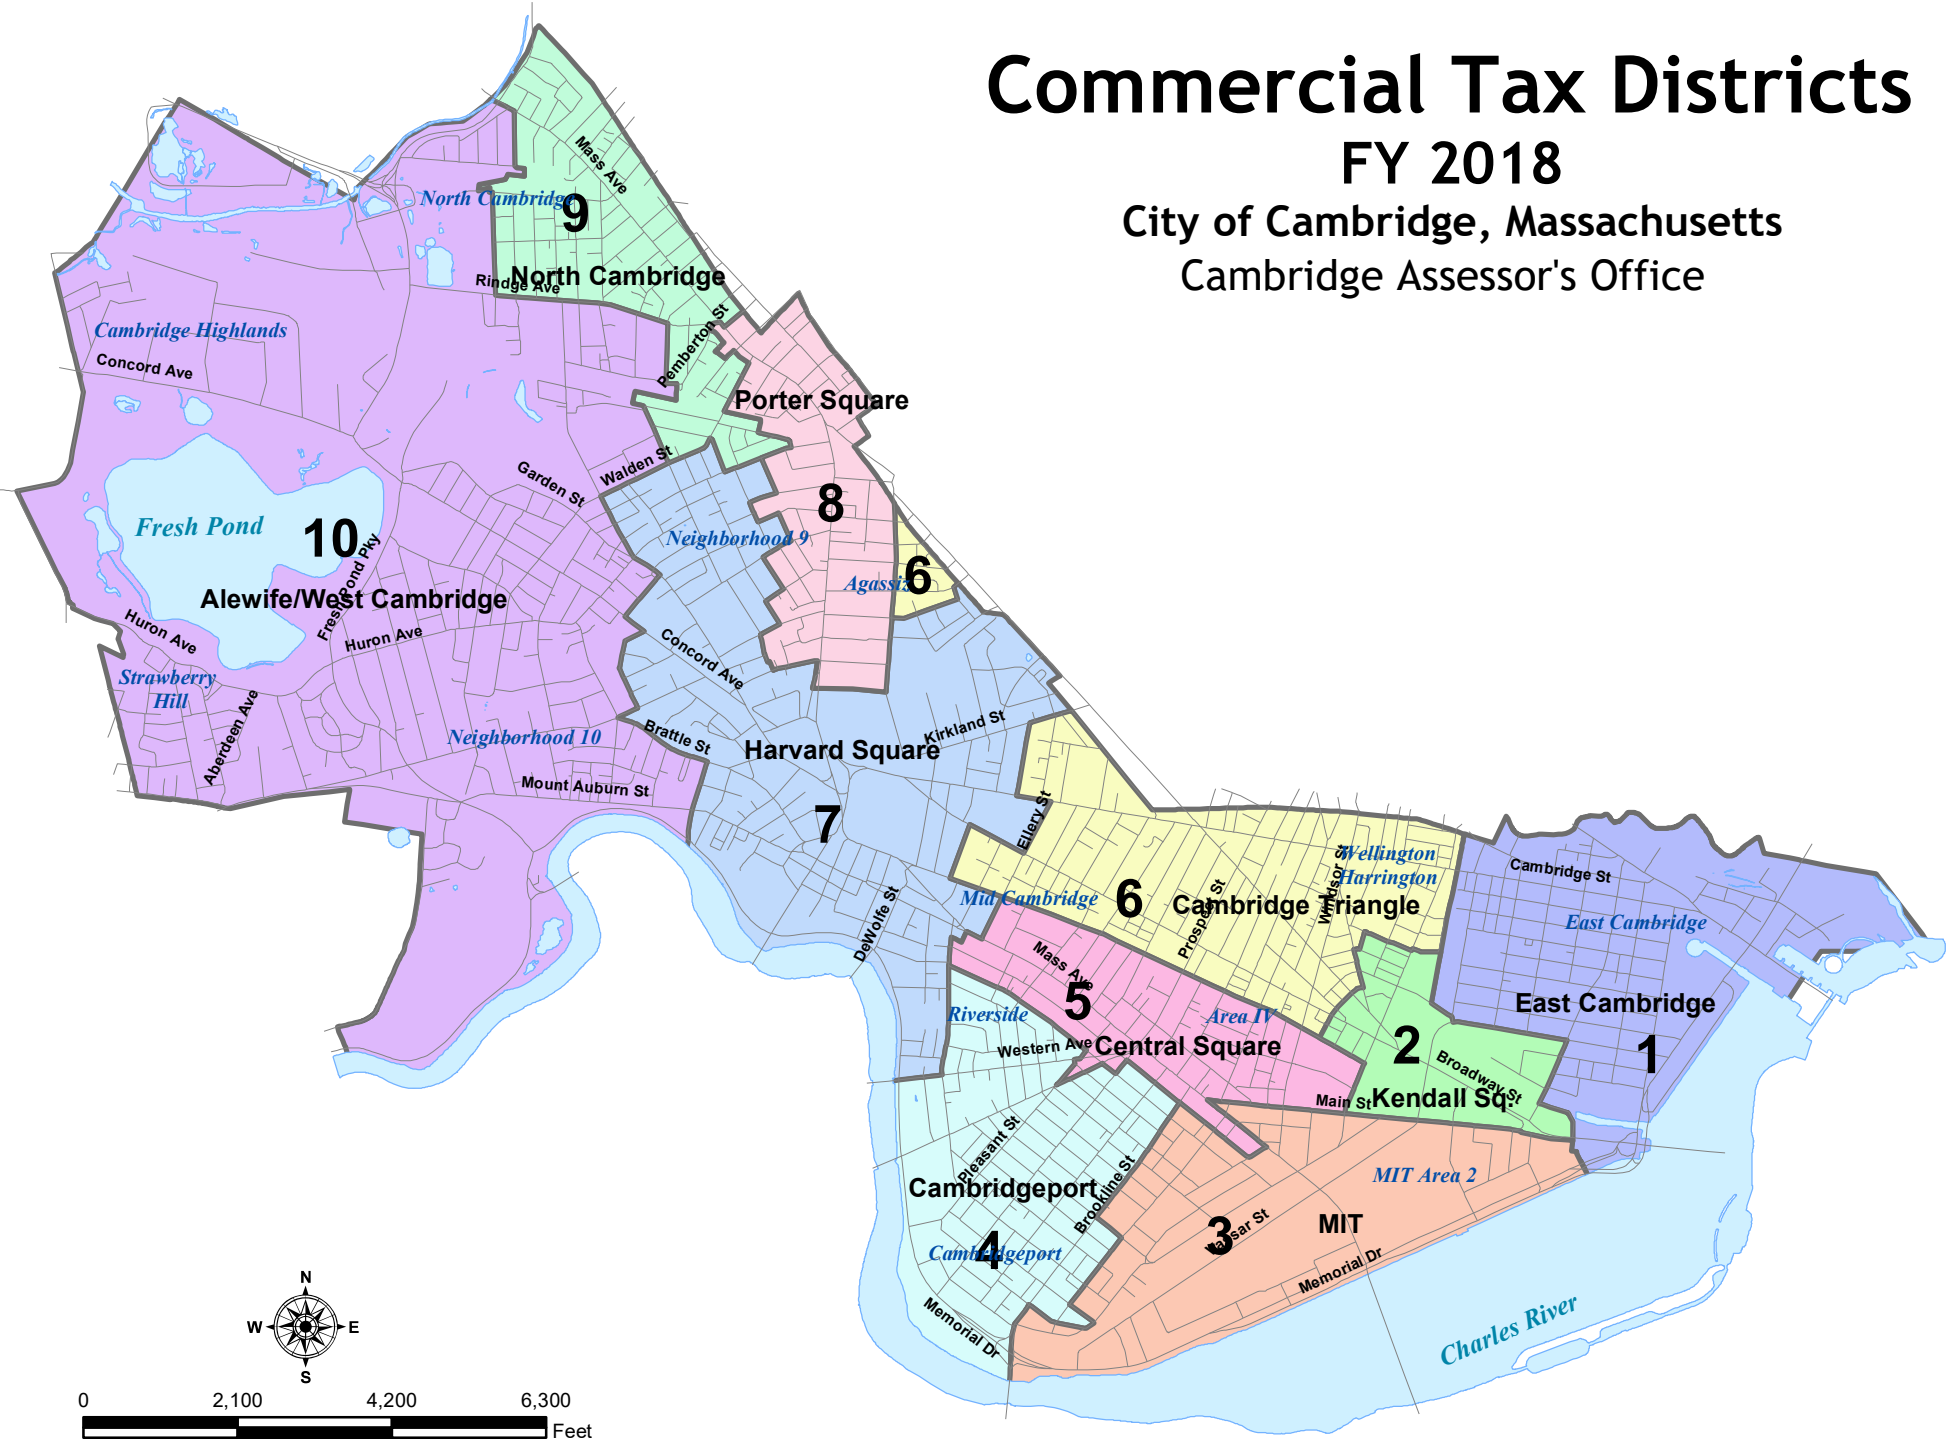 Commercial Tax Districts
FY 2018
City of Cambridge, Massachusetts
Cambridge Assessor's Office
Mass Ave
North Cambridge
9
North Cambridge
Rindge Ave
Cambridge Highlands
Concord Ave
Pemberton St
Porter Square
Garden St
Walden St
8
Fresh Pond
10
Neighborhood 9
Fresh Pond Pky
Agassiz
6
Alewife/West Cambridge
Huron Ave
Huron Ave
Concord Ave
Strawberry
Hill
Aberdeen Ave
Neighborhood 10
Brattle St
Harvard Square
Kirkland St
Mount Auburn St
7
Ellery St
Wellington
Harrington
Windsor St
Cambridge St
DeWolfe St
Mid Cambridge
6
Prospect St
Cambridge Triangle
East Cambridge
Mass Ave
5
Riverside
Area IV
East Cambridge
1
Western Ave
Central Square
2
Broadway St
Main St
Kendall Sq.
Pleasant St
Cambridgeport
Brookline St
MIT Area 2
3
Vassar St
MIT
4
Cambridgeport
Memorial Dr
Memorial Dr
Charles River
N
W
E
S
0 2,100 4,200 6,300
Feet